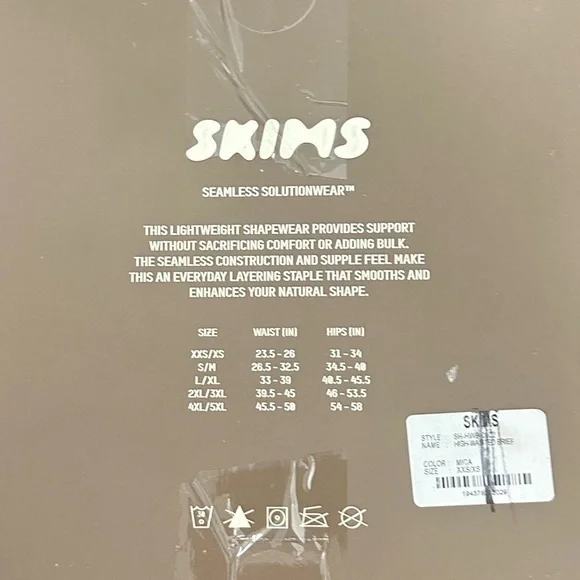 SKIMS
SEAMLESS SOLUTIONWEAR™
THIS LIGHTWEIGHT SHAPEWEAR PROVIDES SUPPORT
WITHOUT SACRIFICING COMFORT OR ADDING BULK.
THE SEAMLESS CONSTRUCTION AND SUPPLE FEEL MAKE
THIS AN EVERYDAY LAYERING STAPLE THAT SMOOTHS AND
ENHANCES YOUR NATURAL SHAPE.
SIZE WAIST (IN) HIPS (IN)
XXS/XS 23.5 - 26 31 - 34
S/M 26.5 - 32.5 34.5 - 40
L/XL 33 - 39 40.5 - 45.5
2XL/3XL 39.5 - 45 46 - 53.5
4XL/5XL 45.5 - 50 54 - 58
SKIMS
STYLE :
NAME : HIGH-WAISTED BRIEF
COLOR : MICA
SIZE : XXS/XS
30